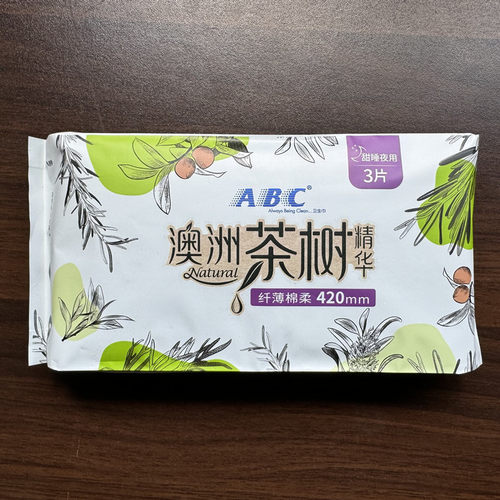 甜睡夜用
3片
ABC®
Always Being Clean...卫生巾
澳洲茶树精华
Natural
纤薄棉柔 420mm